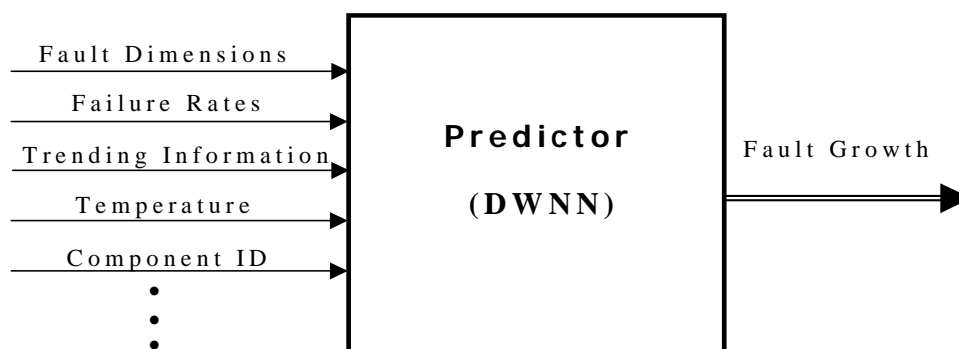 Fault Dimensions
Failure Rates
Trending Information
Temperature
Component ID
Predictor
(DWNN)
Fault Growth